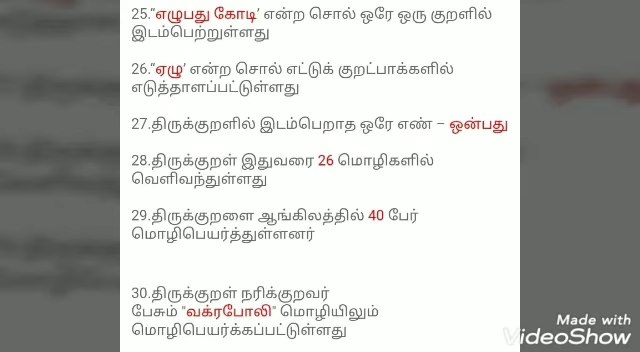 25.“எழுபது கோடி’ என்ற சொல் ஒரே ஒரு குறளில்
இடம்பெற்றுள்ளது
26.“ஏழு’ என்ற சொல் எட்டுக் குறட்பாக்களில்
எடுத்தாளப்பட்டுள்ளது
27.திருக்குறளில் இடம்பெறாத ஒரே எண் – ஒன்பது
28.திருக்குறள் இதுவரை 26 மொழிகளில்
வெளிவந்துள்ளது
29.திருக்குறளை ஆங்கிலத்தில் 40 பேர்
மொழிபெயர்த்துள்ளனர்
30.திருக்குறள் நரிக்குறவர்
பேசும் "வக்ரபோலி" மொழியிலும்
மொழிபெயர்க்கப்பட்டுள்ளது
Made with
VideoShow